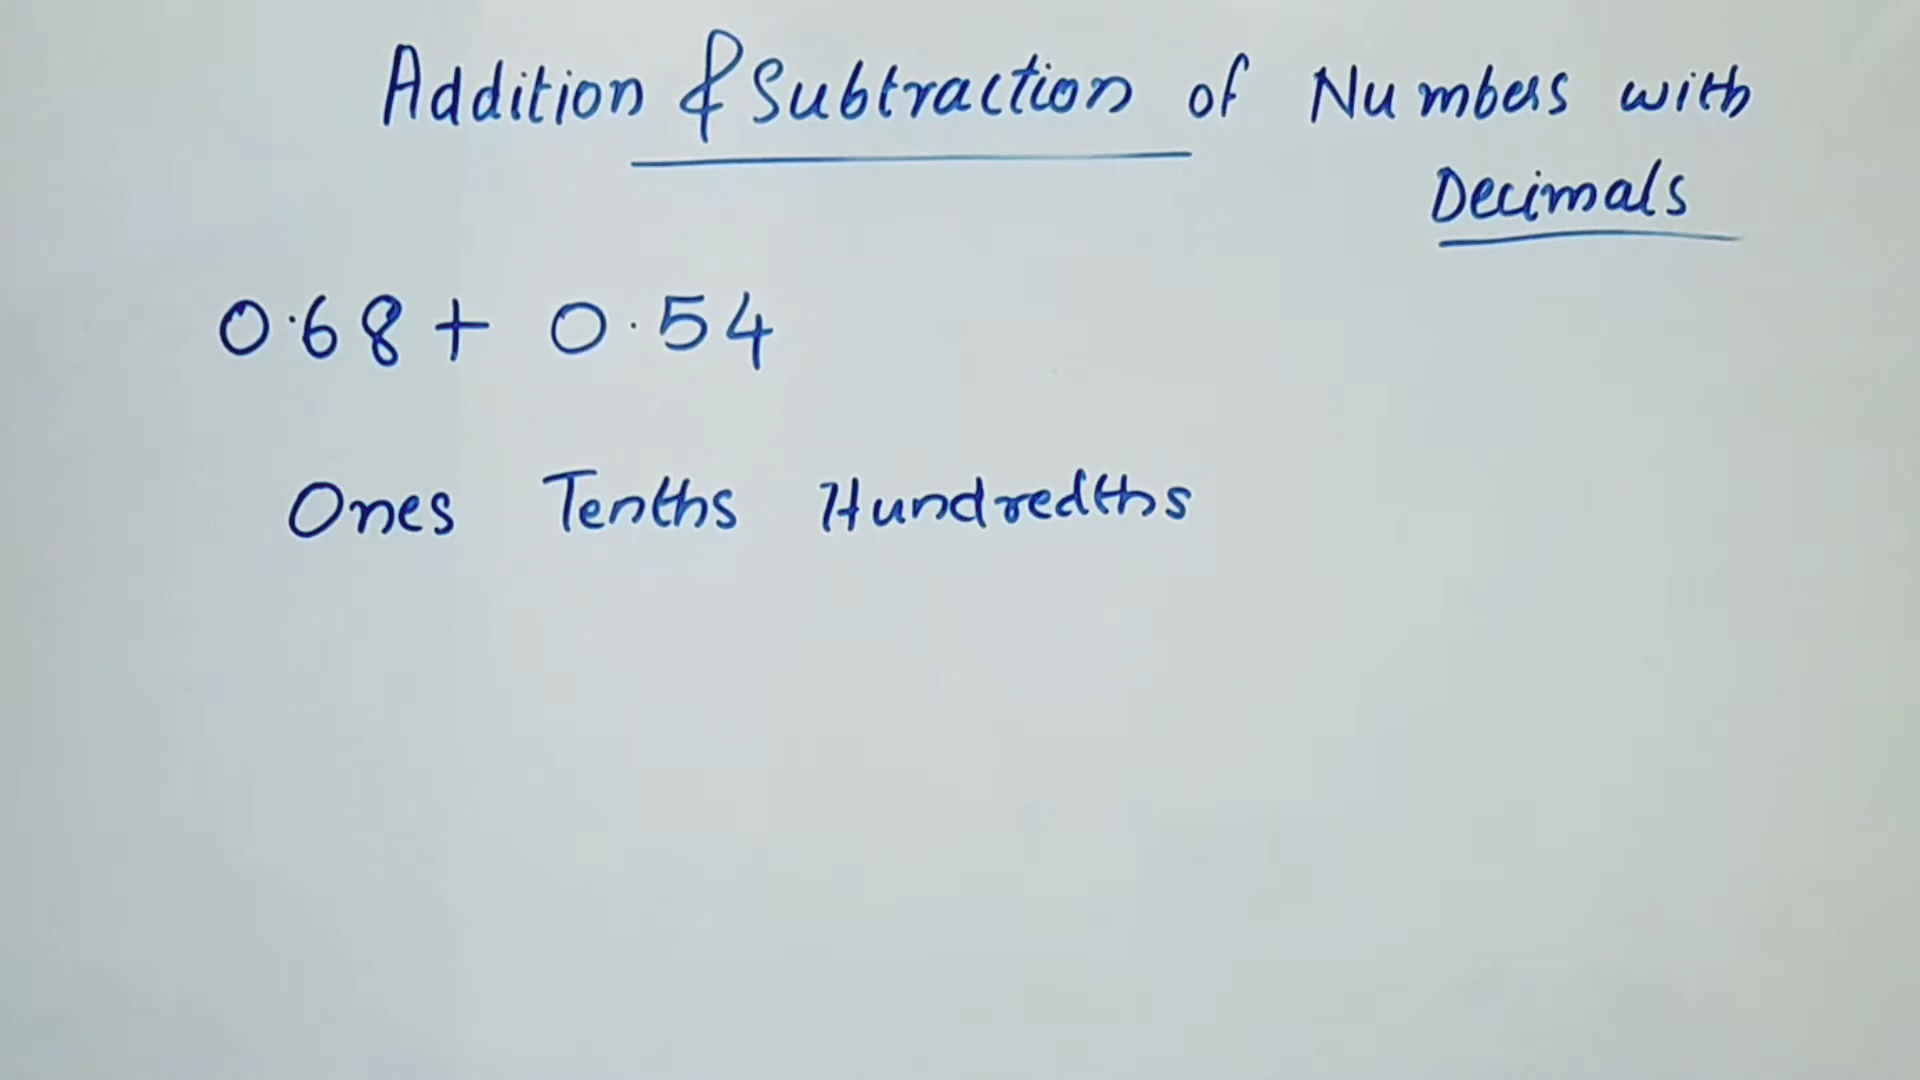 Addition & Subtraction of Numbers with
Decimals
0.68 + 0.54
Ones Tenths Hundredths